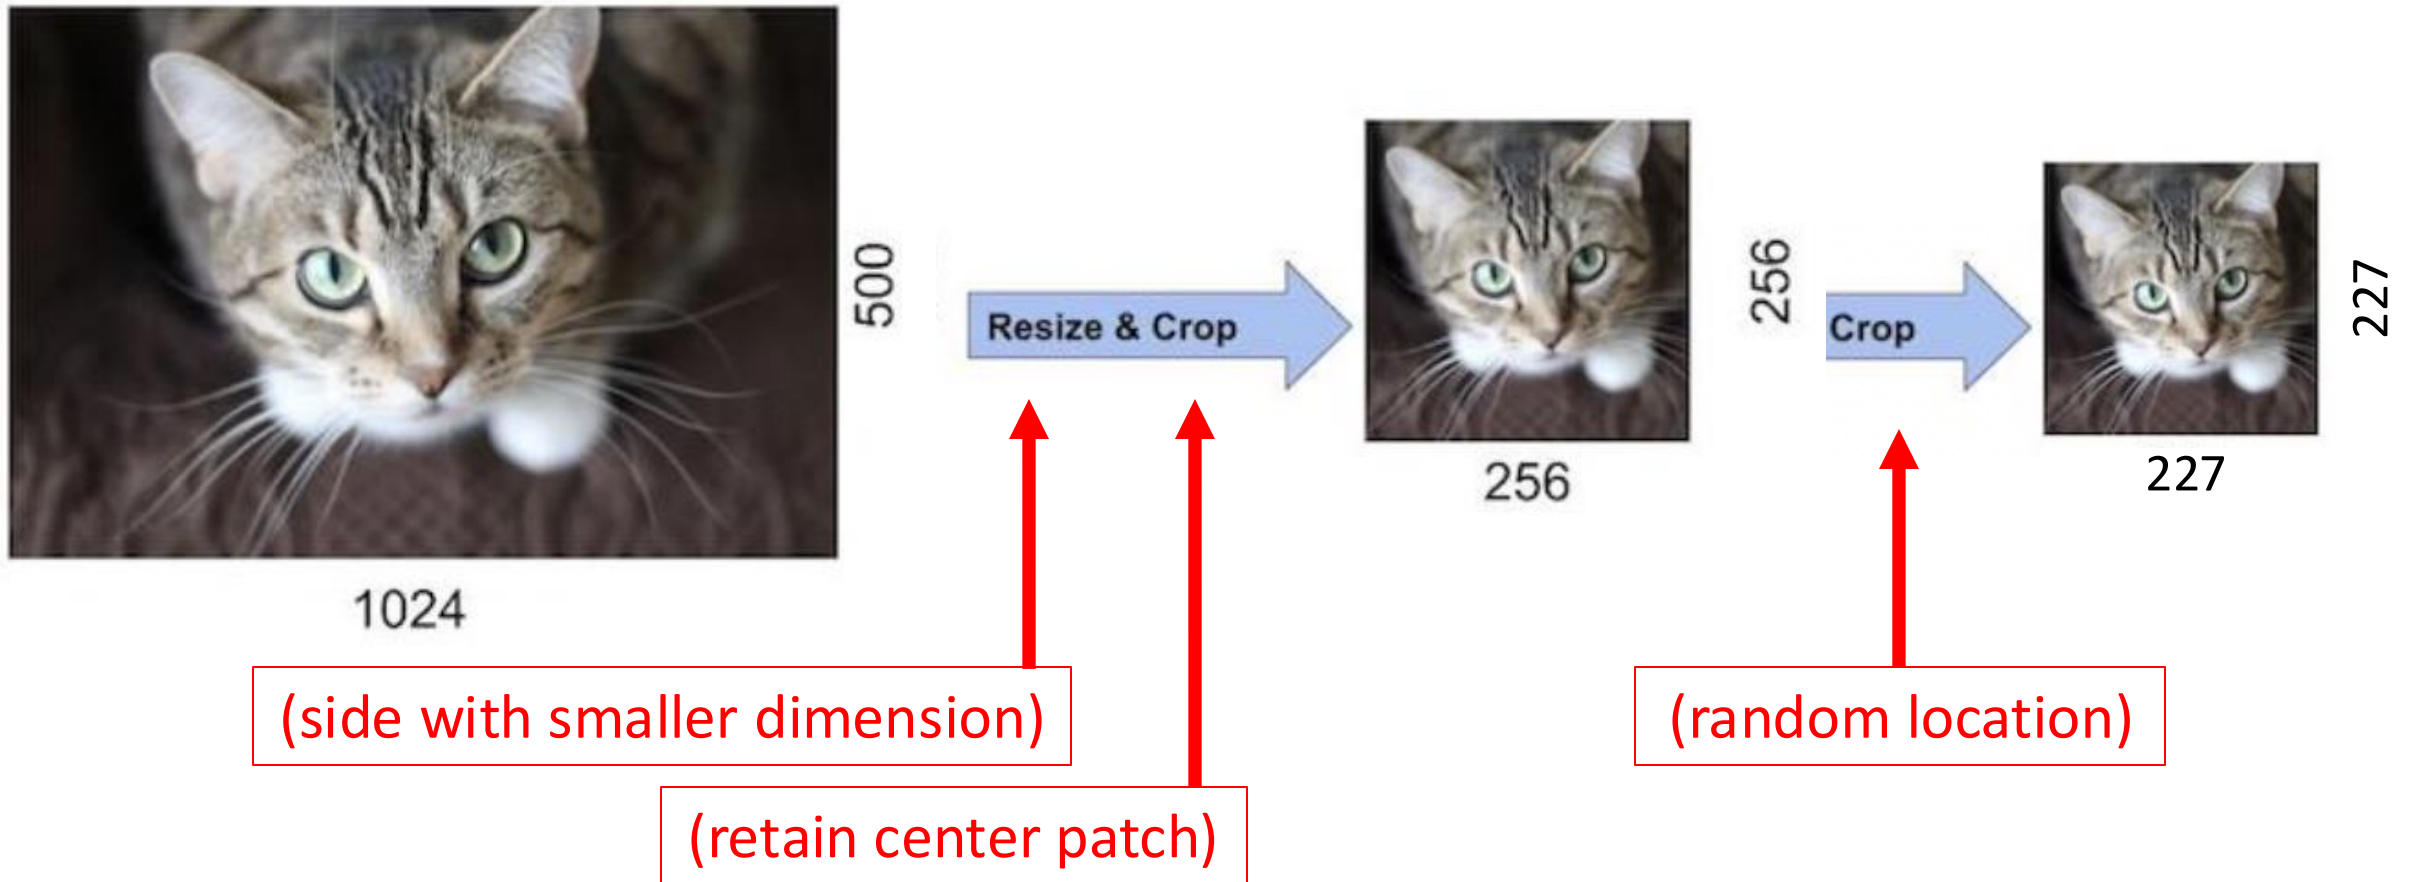 500
1024
Resize & Crop
256
256
Crop
227
227
(side with smaller dimension)
(retain center patch)
(random location)